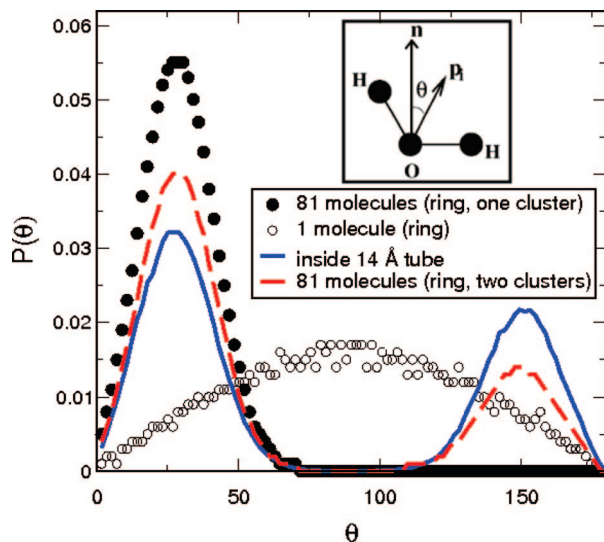 0.06
0.05
0.04
0.03
0.02
0.01
0
P(θ)
n
H
p_i
θ
O
H
81 molecules (ring, one cluster)
1 molecule (ring)
inside 14 Å tube
81 molecules (ring, two clusters)
0 50 100 150
θ